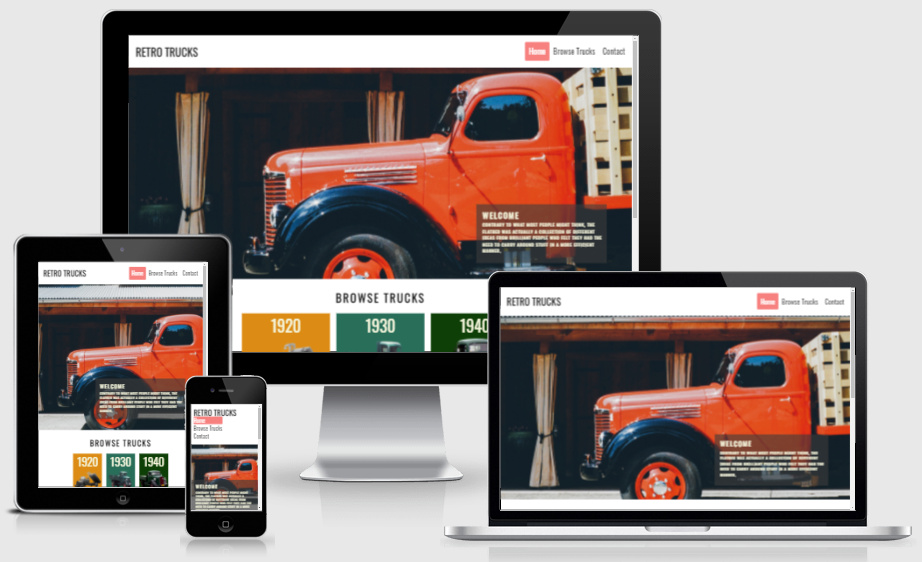 RETRO TRUCKS
Home Browse Trucks Contact
WELCOME
CONTRARY TO WHAT MOST PEOPLE MIGHT THINK, THE
FLATBED WAS ACTUALLY A COLLECTION OF DIFFERENT
IDEAS FROM BRILLIANT PEOPLE WHO FELT THEY HAD THE
NEED TO CARRY AROUND STUFF IN A MORE EFFICIENT
MANNER.
BROWSE TRUCKS
1920 1930 1940
RETRO TRUCKS
Home Browse Trucks Contact
WELCOME
BROWSE TRUCKS
1920 1930 1940
RETRO TRUCKS
Home
Browse Trucks
Contact
WELCOME
RETRO TRUCKS
Home Browse Trucks Contact
WELCOME
CONTRARY TO WHAT MOST PEOPLE MIGHT THINK, THE
FLATBED WAS ACTUALLY A COLLECTION OF DIFFERENT
IDEAS FROM BRILLIANT PEOPLE WHO FELT THEY HAD THE
NEED TO CARRY AROUND STUFF IN A MORE EFFICIENT
MANNER.